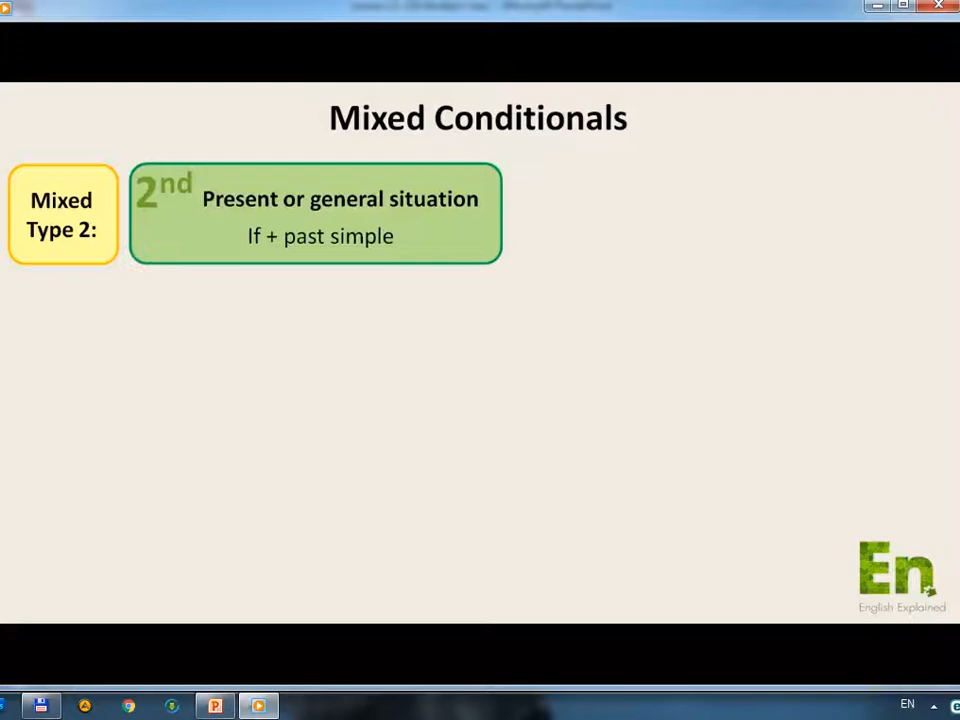 Mixed Conditionals
Mixed
Type 2:
2nd
Present or general situation
If + past simple
En
English Explained
EN